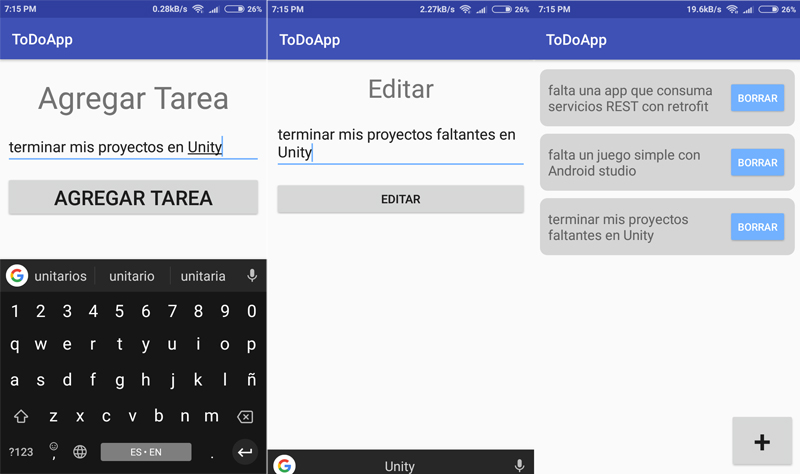 7:15 PM 0.28kB/s 26%
ToDoApp
Agregar Tarea
terminar mis proyectos en Unity
AGREGAR TAREA
G unitarios unitario unitaria
1 2 3 4 5 6 7 8 9 0
q w e r t y u i o p
a s d f g h j k l ñ
z x c v b n m
?123 , ES • EN .
7:15 PM 2.27kB/s 26%
ToDoApp
Editar
terminar mis proyectos faltantes en
Unity
EDITAR
G Unity
7:15 PM 19.6kB/s 26%
ToDoApp
falta una app que consuma
servicios REST con retrofit
BORRAR
falta un juego simple con
Android studio
BORRAR
terminar mis proyectos
faltantes en Unity
BORRAR
+